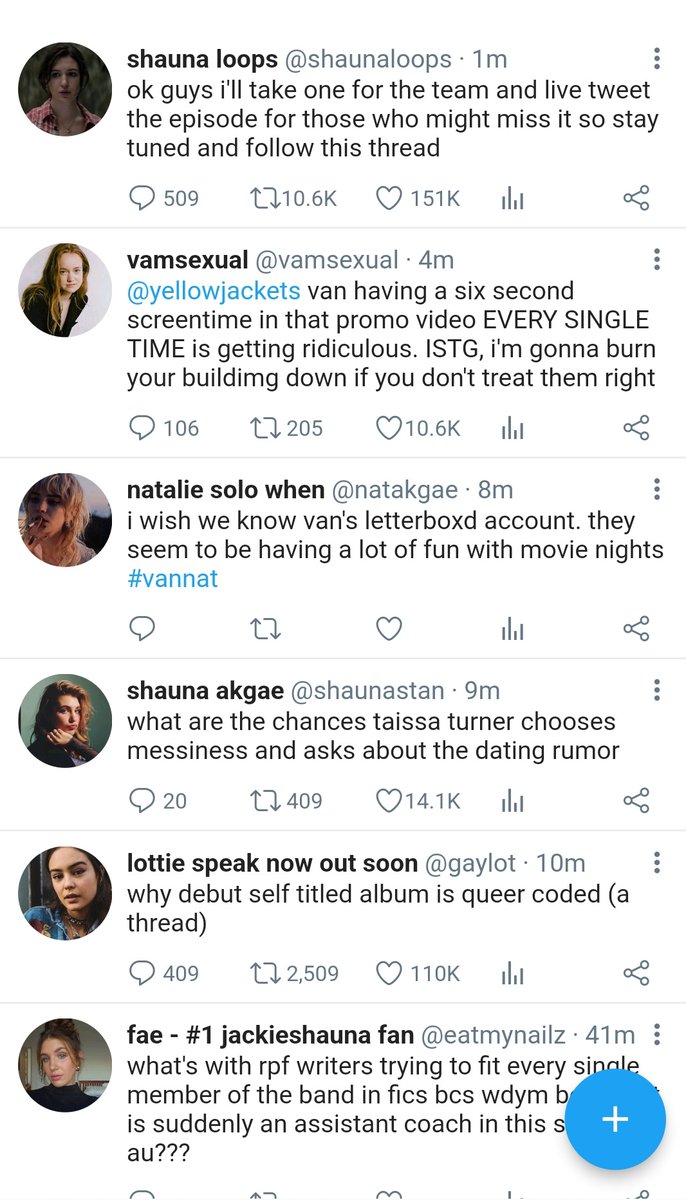 shauna loops @shaunaloops · 1m
ok guys i'll take one for the team and live tweet
the episode for those who might miss it so stay
tuned and follow this thread
509 10.6K 151K
vamsexual @vamsexual · 4m
@yellowjackets van having a six second
screentime in that promo video EVERY SINGLE
TIME is getting ridiculous. ISTG, i'm gonna burn
your buildimg down if you don't treat them right
106 205 10.6K
natalie solo when @natakgae · 8m
i wish we know van's letterboxd account. they
seem to be having a lot of fun with movie nights
#vannat
shauna akgae @shaunastan · 9m
what are the chances taissa turner chooses
messiness and asks about the dating rumor
20 409 14.1K
lottie speak now out soon @gaylot · 10m
why debut self titled album is queer coded (a
thread)
409 2,509 110K
fae - #1 jackieshauna fan @eatmynailz · 41m
what's with rpf writers trying to fit every single
member of the band in fics bcs wdym
is suddenly an assistant coach in this
au???